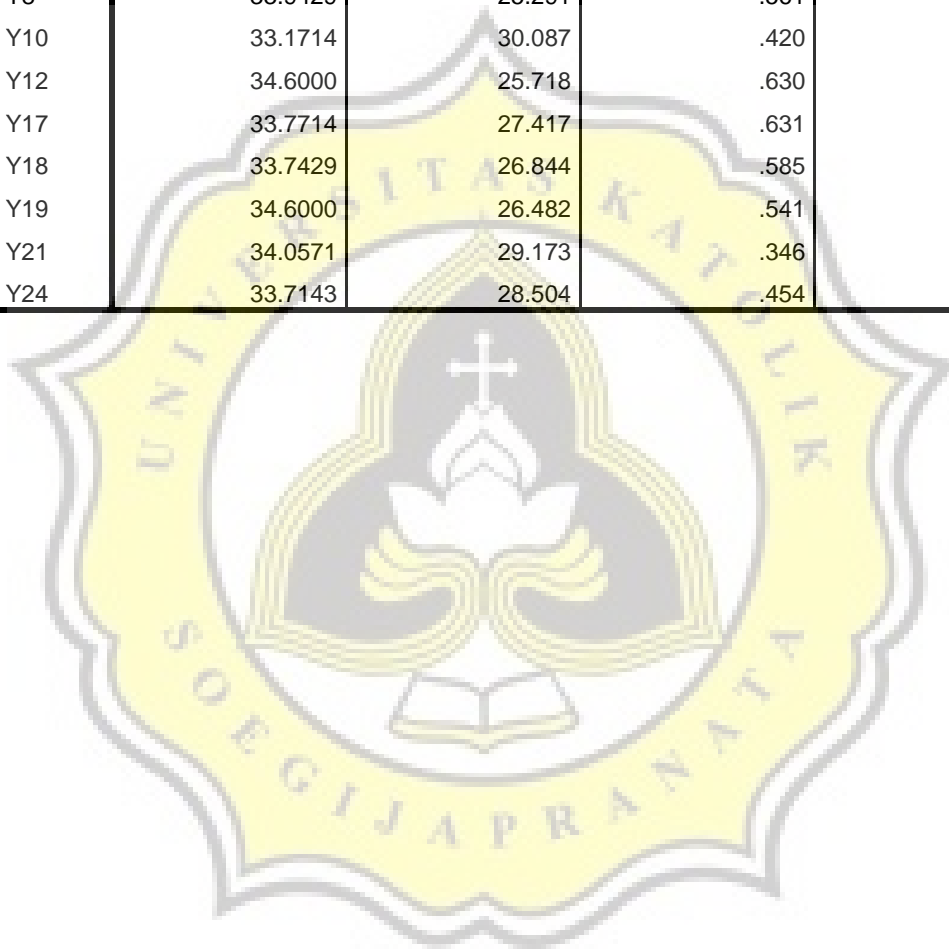 Y10 33.1714 30.087 .420
Y12 34.6000 25.718 .630
Y17 33.7714 27.417 .631
Y18 33.7429 26.844 .585
Y19 34.6000 26.482 .541
Y21 34.0571 29.173 .346
Y24 33.7143 28.504 .454
UNIVERSITAS KATOLIK
SOEGIJAPRANATA